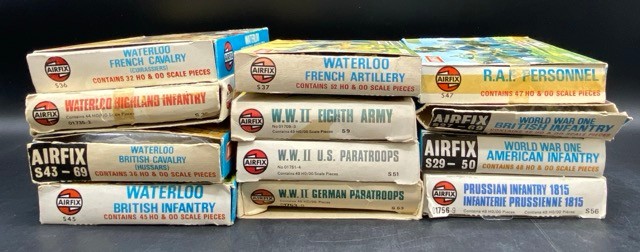 AIRFIX
WATERLOO
FRENCH CAVALRY
(CUIRASSIERS)
S36 CONTAINS 32 HO & OO SCALE PIECES
AIRFIX
WATERLOO HIGHLAND INFANTRY
AIRFIX
S43 - 69
WATERLOO
BRITISH CAVALRY
(HUSSARS)
CONTAINS 36 HO & OO SCALE PIECES
AIRFIX
WATERLOO
BRITISH INFANTRY
S45 CONTAINS 45 HO & OO SCALE PIECES
AIRFIX
WATERLOO
FRENCH ARTILLERY
S37 CONTAINS 32 HO & OO SCALE PIECES
AIRFIX
W.W. II EIGHTH ARMY
S9
AIRFIX
W.W. II U.S. PARATROOPS
S51
AIRFIX
W.W. II GERMAN PARATROOPS
AIRFIX
R.A.F. PERSONNEL
S47 CONTAINS 47 HO & OO SCALE PIECES
AIRFIX
WORLD WAR ONE
BRITISH INFANTRY
AIRFIX
S29 - 50
WORLD WAR ONE
AMERICAN INFANTRY
CONTAINS 48 HO & OO SCALE PIECES
AIRFIX
PRUSSIAN INFANTRY 1815
INFANTERIE PRUSSIENNE 1815
S56